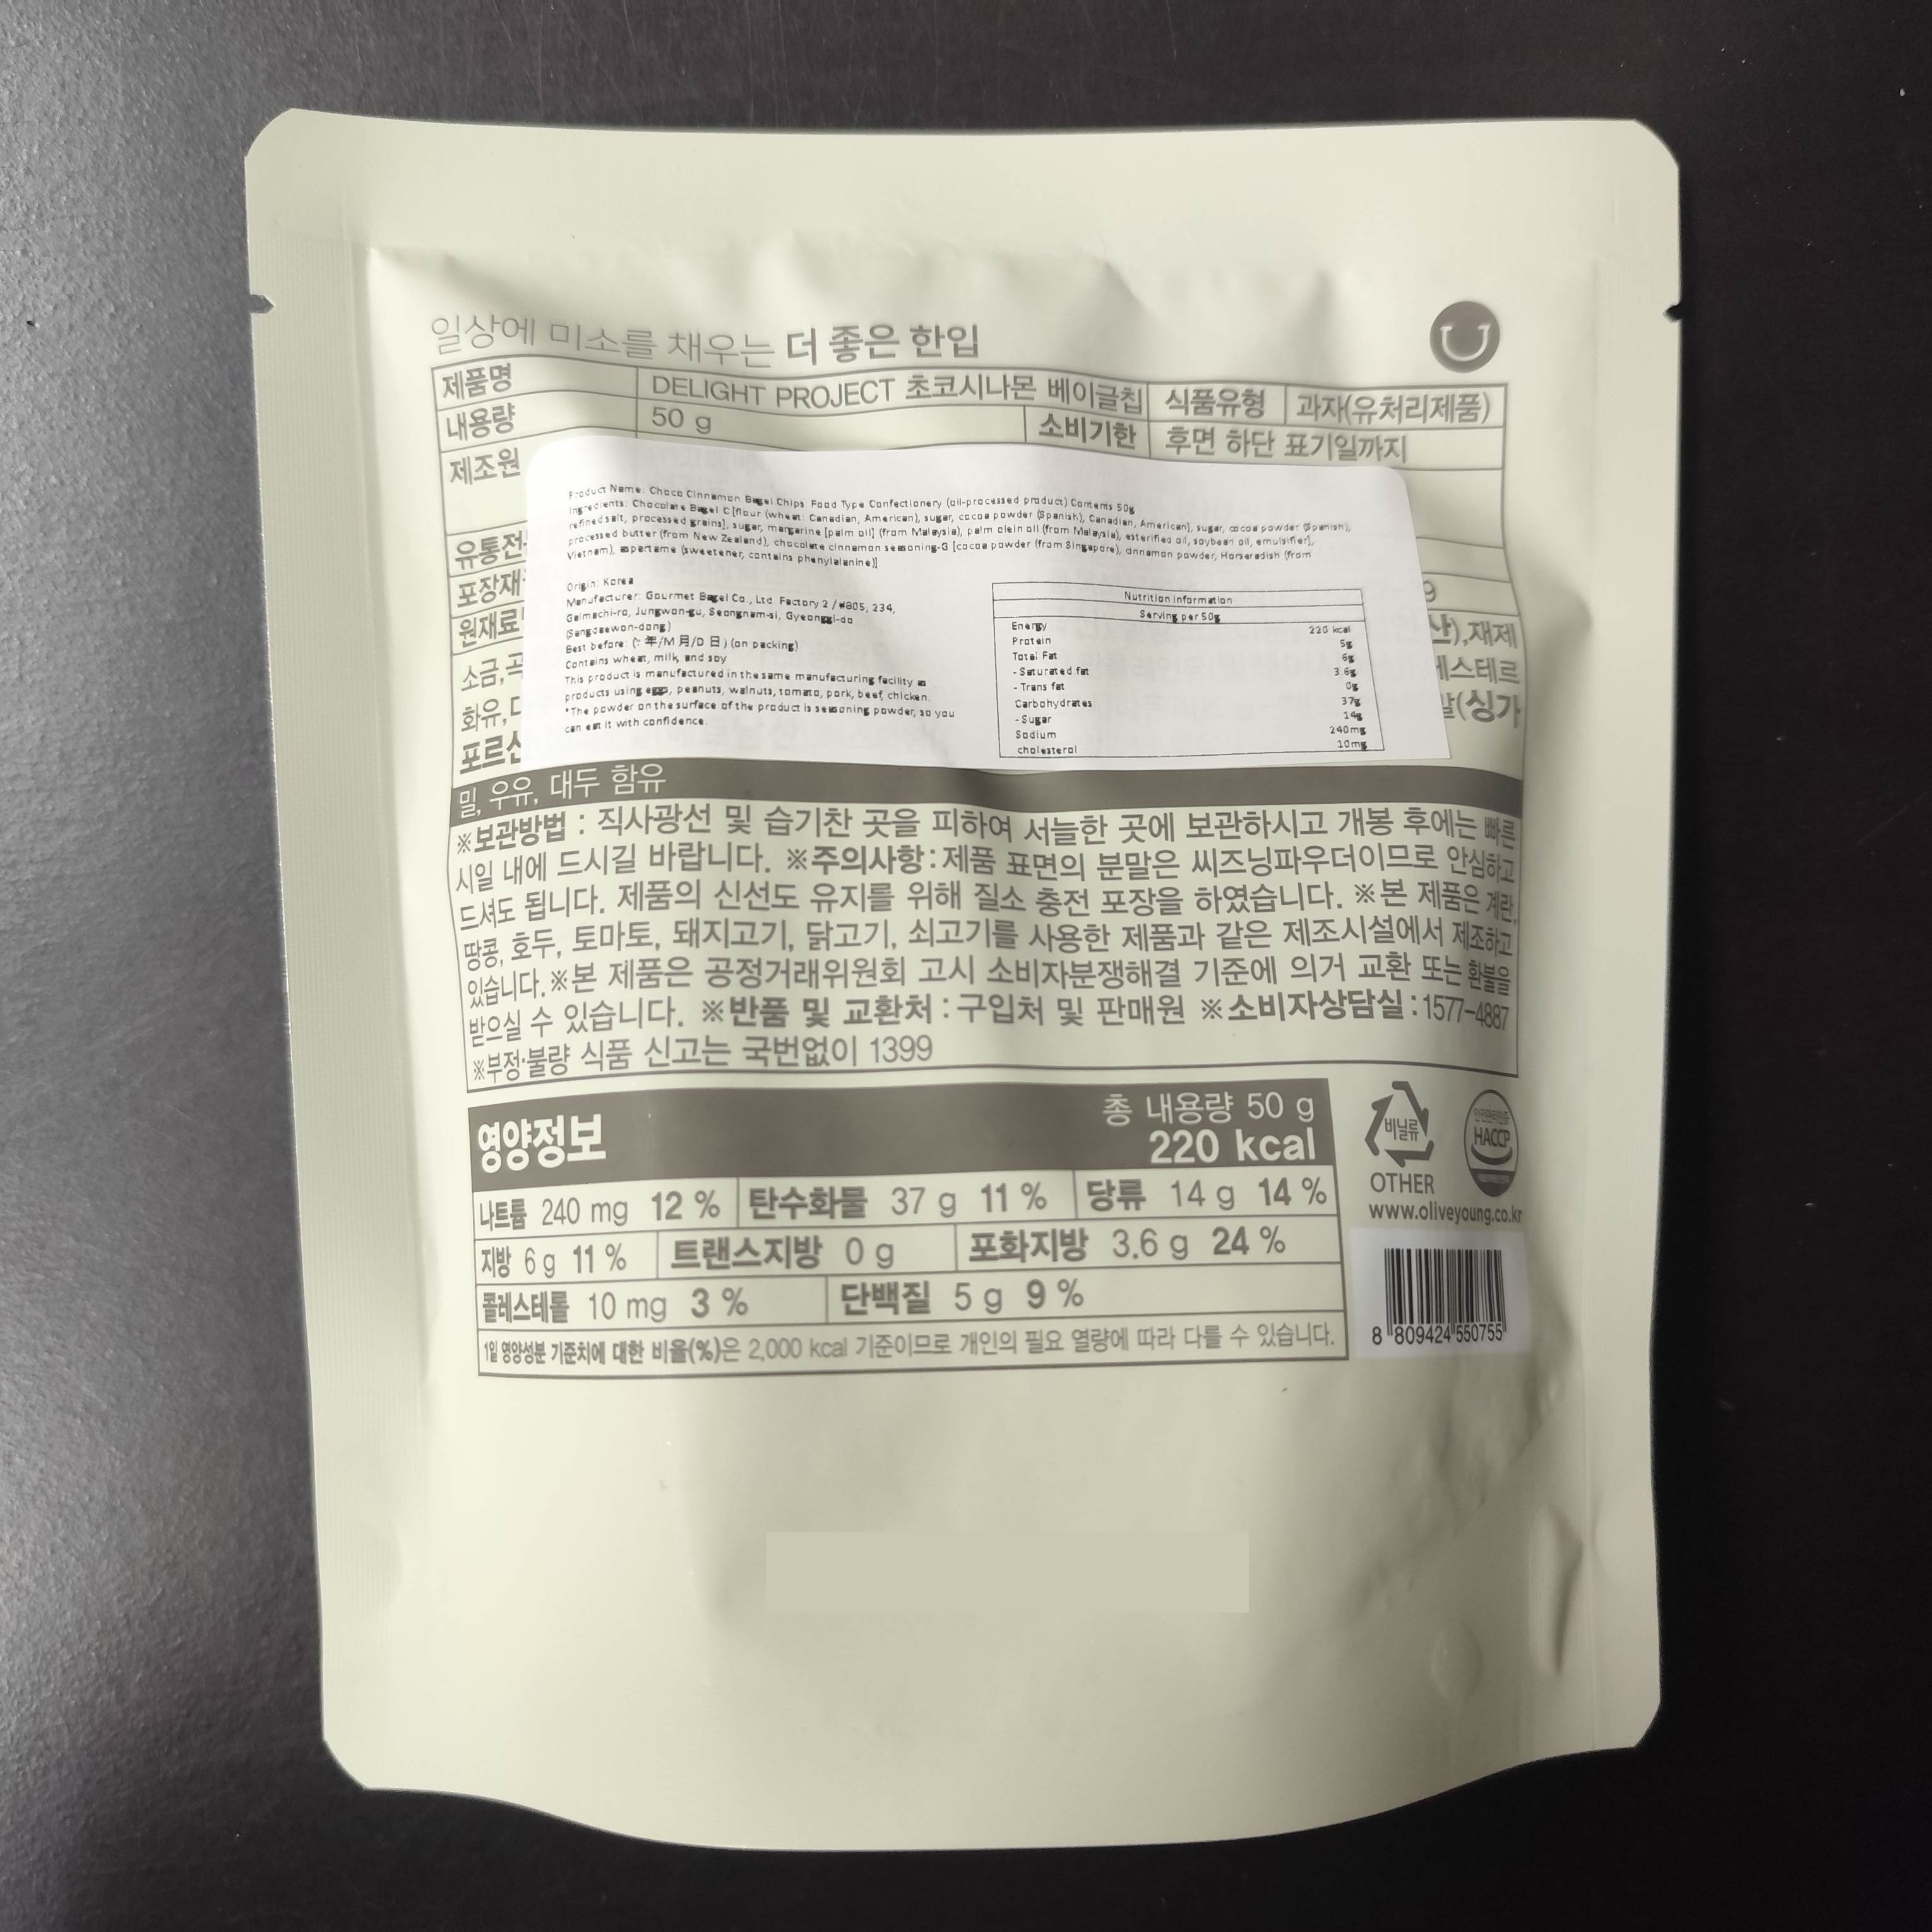 일상에 미소를 채우는 더 좋은 한입
제품명 DELIGHT PROJECT 초코시나몬 베이글칩 식품유형 과자(유처리제품)
내용량 50 g 소비기한 후면 하단 표기일까지
제조원
Product Name: Choco Cinnamon Bagel Chips Food Type Confectionery (oil-processed product) Contents 50g
Ingredients: Chocolate Bagel C [flour (wheat: Canadian, American), sugar, cocoa powder (Spanish), Canadian, American), sugar, cocoa powder (Spanish),
refined salt, processed grains], sugar, margarine [palm oil] (from Malaysia), palm olein oil (from Malaysia), esterified oil, soybean oil, emulsifier],
processed butter (from New Zealand), chocolate cinnamon seasoning-G [cocoa powder (from Singapore), cinnamon powder, Horseradish (from
Vietnam), aspartame (sweetener, contains phenylalanine)]
Origin: Korea
Manufacturer: Gourmet Bagel Co., Ltd Factory 2 / #805, 234,
Galmachi-ro, Jungwon-gu, Seongnam-si, Gyeonggi-do
(Sangdaewon-dong)
Best before: 年/M 月/D 日) (on packing)
Contains wheat, milk, and soy
This product is manufactured in the same manufacturing facility as
products using eggs, peanuts, walnuts, tomato, pork, beef, chicken.
*The powder on the surface of the product is seasoning powder, so you
can eat it with confidence.
Nutrition information
Serving per 50g
Energy 220 kcal
Protein 5g
Total Fat 6g
- Saturated fat 3.6g
- Trans fat 0g
Carbohydrates 37g
- Sugar 14g
Sodium 240mg
cholesterol 10mg
유통전
포장재 9
원재료 산),재제
소금,곡 에스테르
화유, 말(싱가
포르산
밀, 우유, 대두 함유
※보관방법 : 직사광선 및 습기찬 곳을 피하여 서늘한 곳에 보관하시고 개봉 후에는 빠른
시일 내에 드시길 바랍니다. ※주의사항:제품 표면의 분말은 씨즈닝파우더이므로 안심하고
드셔도 됩니다. 제품의 신선도 유지를 위해 질소 충전 포장을 하였습니다. ※본 제품은 계란,
땅콩, 호두, 토마토, 돼지고기, 닭고기, 쇠고기를 사용한 제품과 같은 제조시설에서 제조하고
있습니다.※본 제품은 공정거래위원회 고시 소비자분쟁해결 기준에 의거 교환 또는 환불을
받으실 수 있습니다. ※반품 및 교환처 : 구입처 및 판매원 ※소비자상담실:1577-4887
※부정·불량 식품 신고는 국번없이 1399
영양정보 총 내용량 50 g
220 kcal
나트륨 240 mg 12 % 탄수화물 37 g 11 % 당류 14 g 14 %
지방 6 g 11 % 트랜스지방 0 g 포화지방 3.6 g 24 %
콜레스테롤 10 mg 3 % 단백질 5 g 9 %
1일 영양성분 기준치에 대한 비율(%)은 2,000 kcal 기준이므로 개인의 필요 열량에 따라 다를 수 있습니다.
비닐류
OTHER
HACCP
www.oliveyoung.co.kr
8 809424 550755